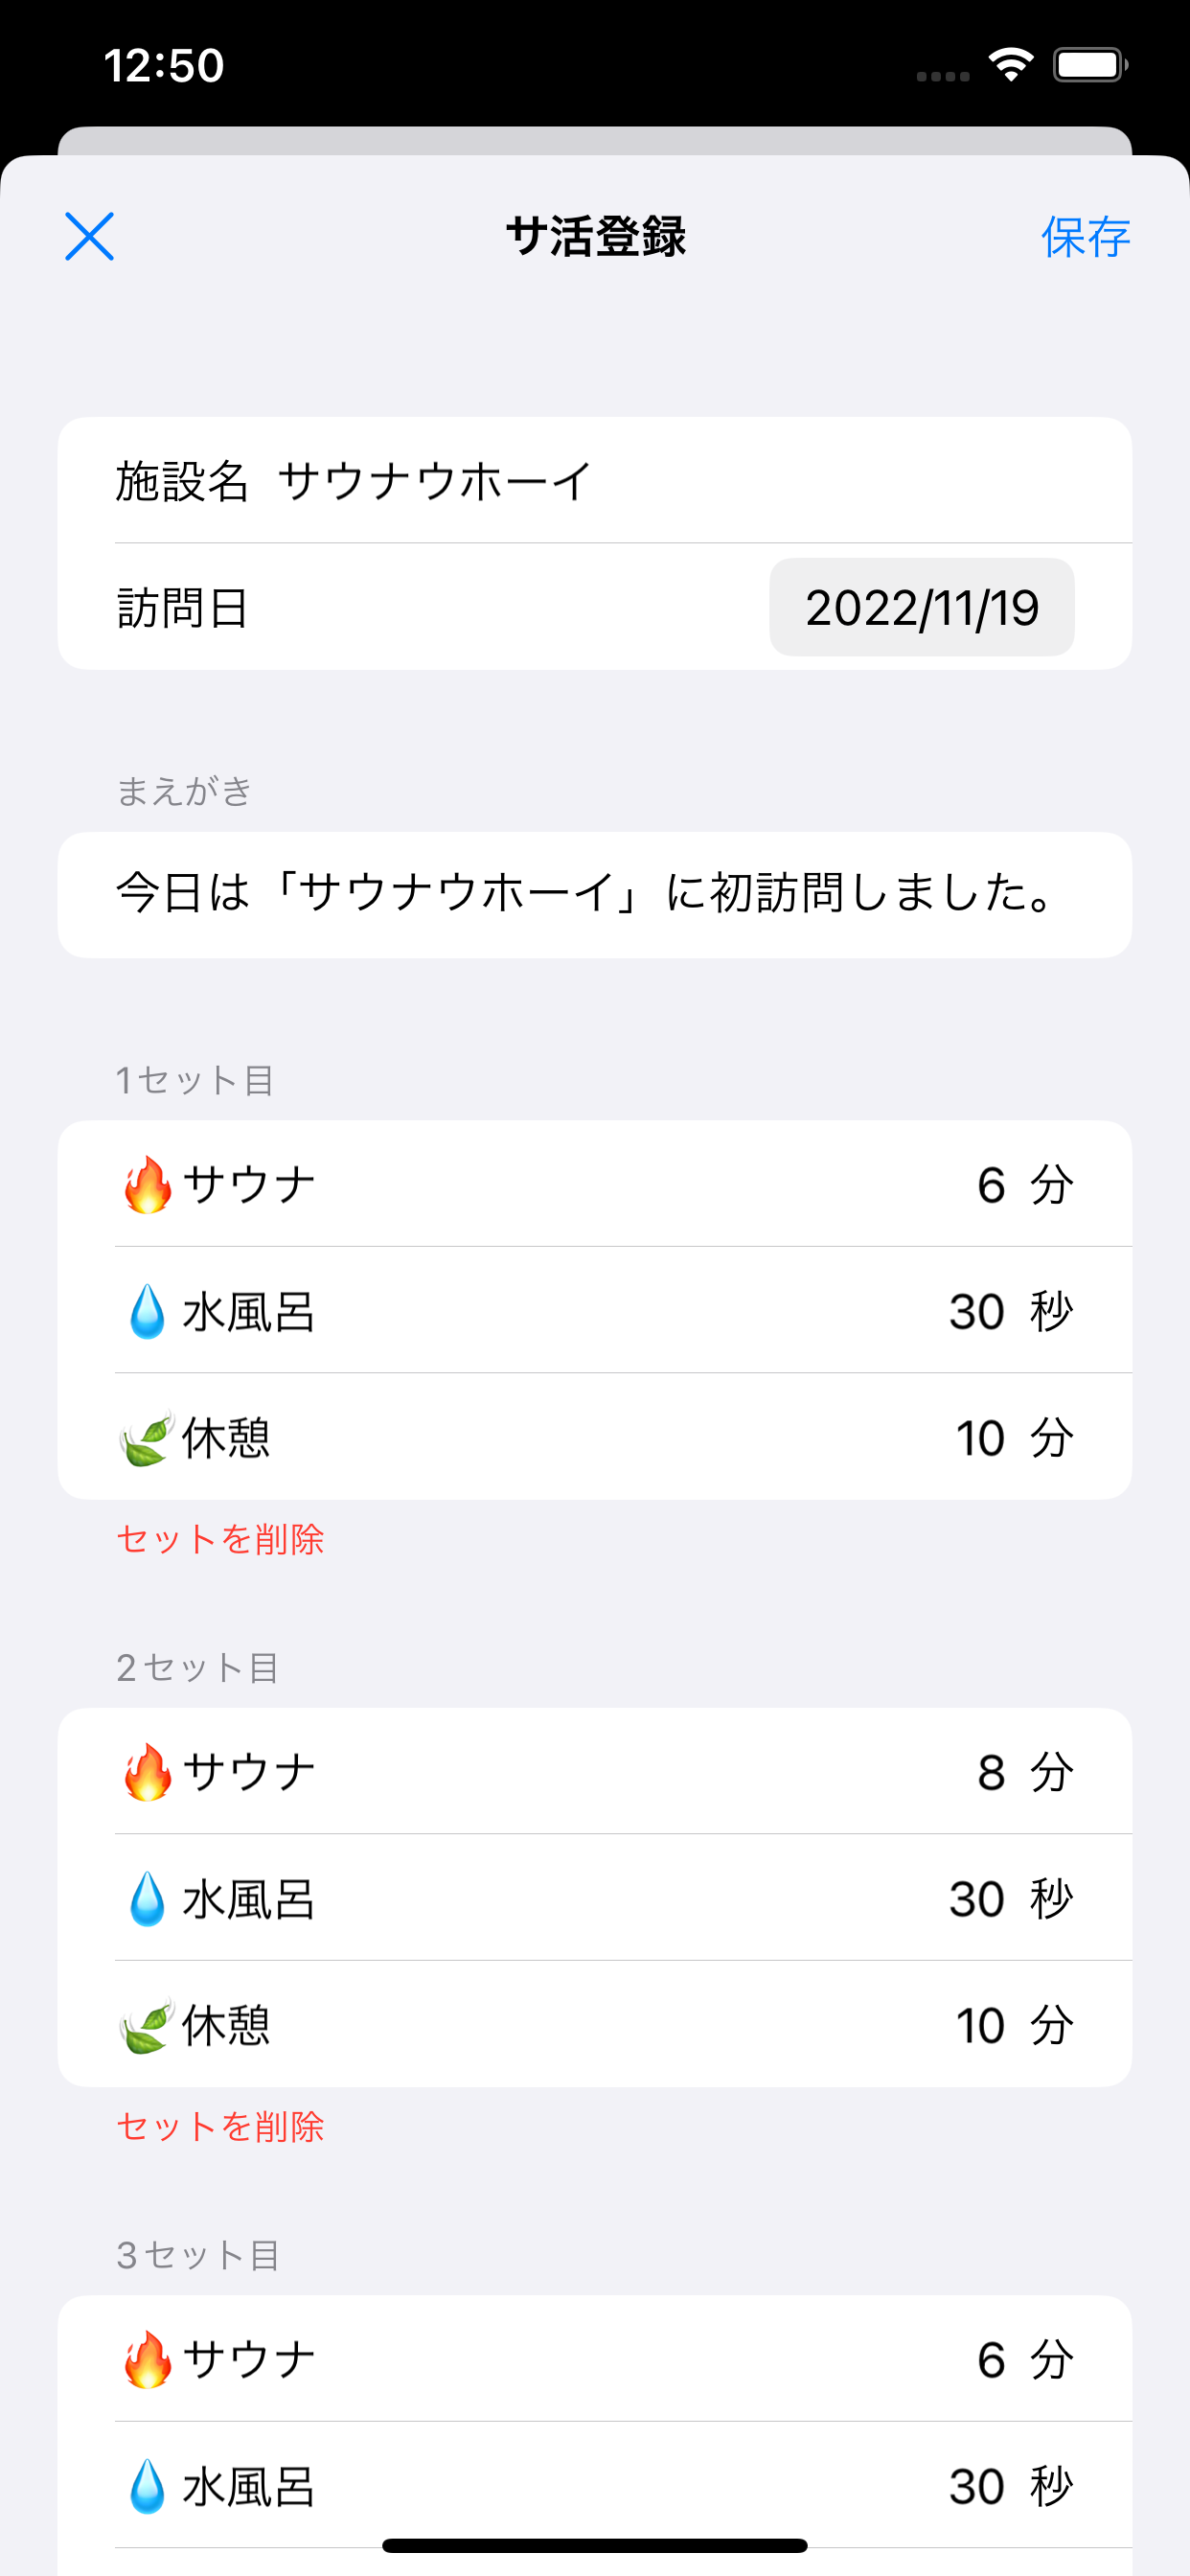 12:50
サ活登録
保存
施設名 サウナウホーイ
訪問日 2022/11/19
まえがき
今日は「サウナウホーイ」に初訪問しました。
1セット目
🔥サウナ 6 分
💧水風呂 30 秒
🍃休憩 10 分
セットを削除
2セット目
🔥サウナ 8 分
💧水風呂 30 秒
🍃休憩 10 分
セットを削除
3セット目
🔥サウナ 6 分
💧水風呂 30 秒